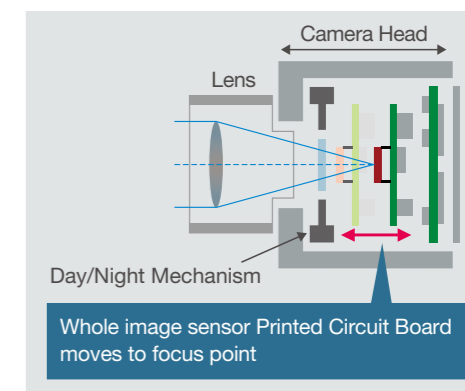 Camera Head
Lens
Day/Night Mechanism
Whole image sensor Printed Circuit Board
moves to focus point